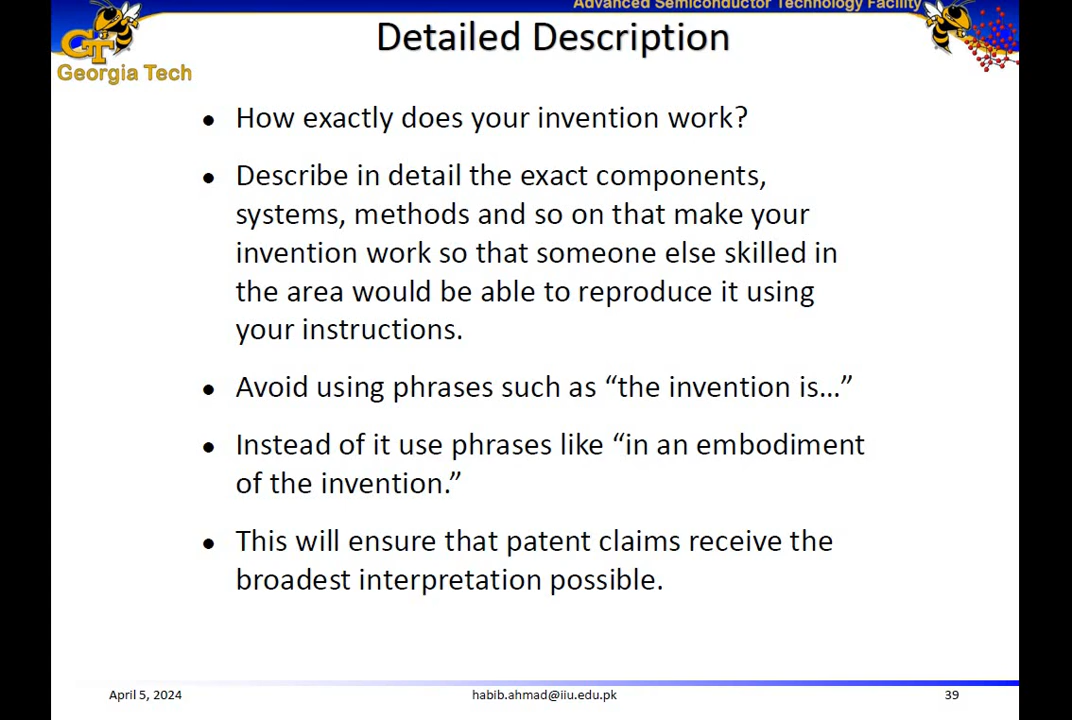 Advanced Semiconductor Technology Facility
Detailed Description
GT
Georgia Tech
• How exactly does your invention work?
• Describe in detail the exact components,
systems, methods and so on that make your
invention work so that someone else skilled in
the area would be able to reproduce it using
your instructions.
• Avoid using phrases such as “the invention is…”
• Instead of it use phrases like “in an embodiment
of the invention.”
• This will ensure that patent claims receive the
broadest interpretation possible.
April 5, 2024 habib.ahmad@iiu.edu.pk 39